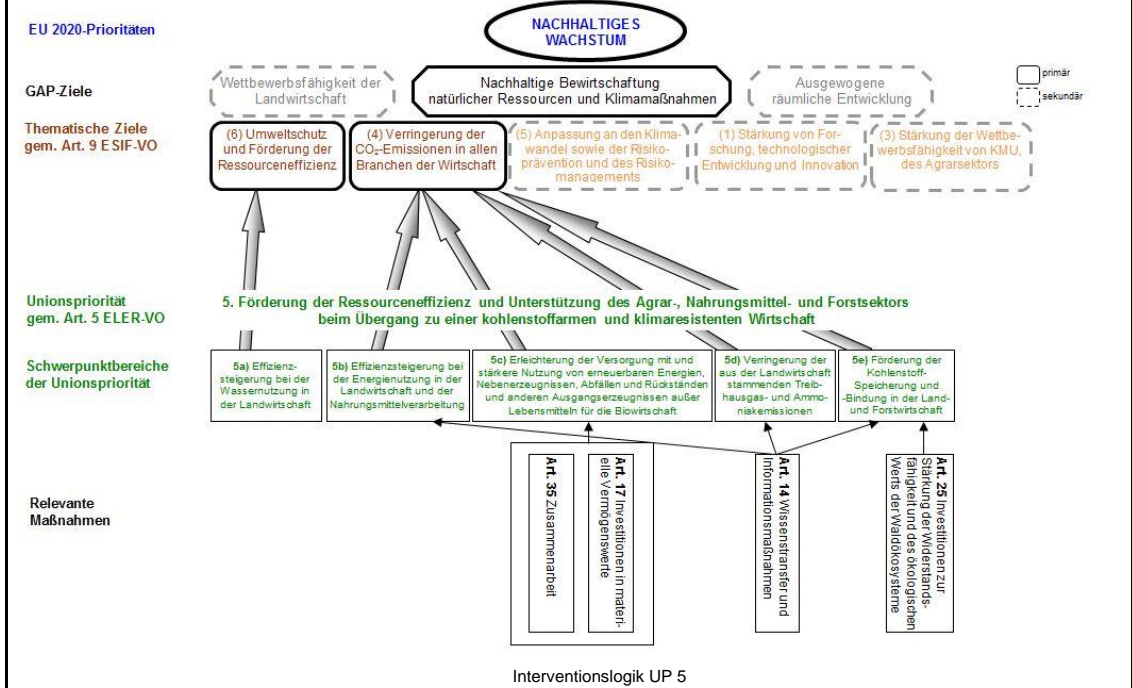 EU 2020-Prioritäten
NACHHALTIGES
WACHSTUM
GAP-Ziele
Wettbewerbsfähigkeit der
Landwirtschaft
Nachhaltige Bewirtschaftung
natürlicher Ressourcen und Klimamaßnahmen
Ausgewogene
räumliche Entwicklung
primär
sekundär
Thematische Ziele
gem. Art. 9 ESIF-VO
(6) Umweltschutz
und Förderung der
Ressourceneffizienz
(4) Verringerung der
CO₂-Emissionen in allen
Branchen der Wirtschaft
(5) Anpassung an den Klima-
wandel sowie der Risiko-
prävention und des Risiko-
managements
(1) Stärkung von For-
schung, technologischer
Entwicklung und Innovation
(3) Stärkung der Wettbe-
werbsfähigkeit von KMU,
des Agrarsektors
Unionspriorität
gem. Art. 5 ELER-VO
5. Förderung der Ressourceneffizienz und Unterstützung des Agrar-, Nahrungsmittel- und Forstsektors
beim Übergang zu einer kohlenstoffarmen und klimaresistenten Wirtschaft
Schwerpunktbereiche
der Unionspriorität
5a) Effizienz-
steigerung bei der
Wassernutzung in
der Landwirtschaft
5b) Effizienzsteigerung bei
der Energienutzung in der
Landwirtschaft und der
Nahrungsmittelverarbeitung
5c) Erleichterung der Versorgung mit und
stärkere Nutzung von erneuerbaren Energien,
Nebenerzeugnissen, Abfällen und Rückständen
und anderen Ausgangserzeugnissen außer
Lebensmitteln für die Biowirtschaft
5d) Verringerung der
aus der Landwirtschaft
stammenden Treib-
hausgas- und Ammo-
niakemissionen
5e) Förderung der
Kohlenstoff-
Speicherung und
-Bindung in der Land-
und Forstwirtschaft
Relevante
Maßnahmen
Art. 35 Zusammenarbeit
Art. 17 Investitionen in materi-
elle Vermögenswerte
Art. 14 Wissenstransfer und
Informationsmaßnahmen
Art. 25 Investitionen zur
Stärkung der Widerstands-
fähigkeit und des ökologischen
Werts der Waldökosysteme
Interventionslogik UP 5